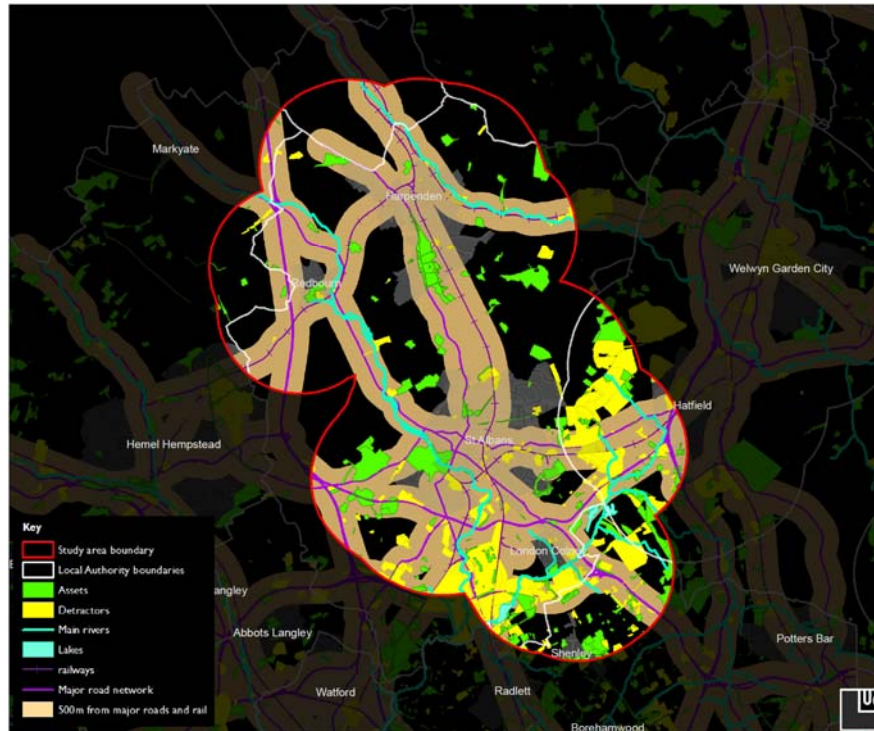 Markyate
Harpenden
Welwyn Garden City
Redbourn
Hatfield
Hemel Hempstead
St Albans
Key
Study area boundary
Local Authority boundaries
Assets
Detractors
Main rivers
Lakes
railways
Major road network
500m from major roads and rail
London
angley
Abbots Langley
Shenley
Potters Bar
Watford
Radlett
Borehamwood